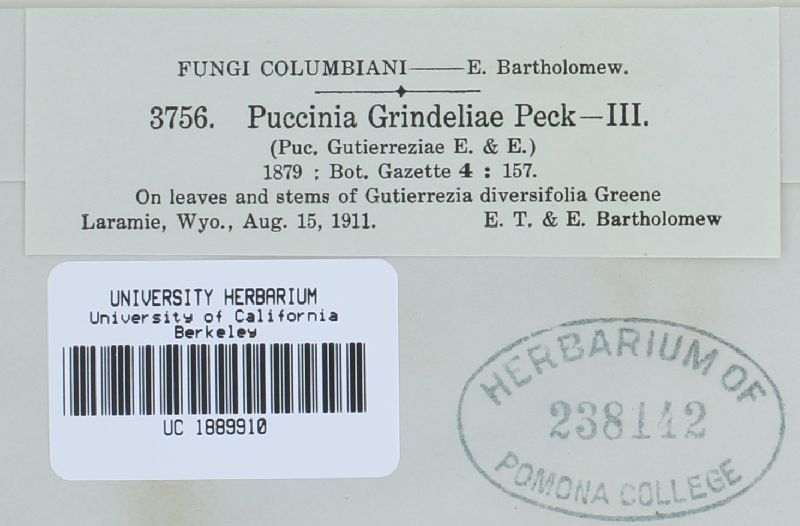 FUNGI COLUMBIANI——E. Bartholomew.
3756. Puccinia Grindeliae Peck—III.
(Puc. Gutierreziae E. & E.)
1879 : Bot. Gazette 4 : 157.
On leaves and stems of Gutierrezia diversifolia Greene
Laramie, Wyo., Aug. 15, 1911. E. T. & E. Bartholomew
UNIVERSITY HERBARIUM
University of California
Berkeley
UC 1889910
HERBARIUM OF
238142
POMONA COLLEGE